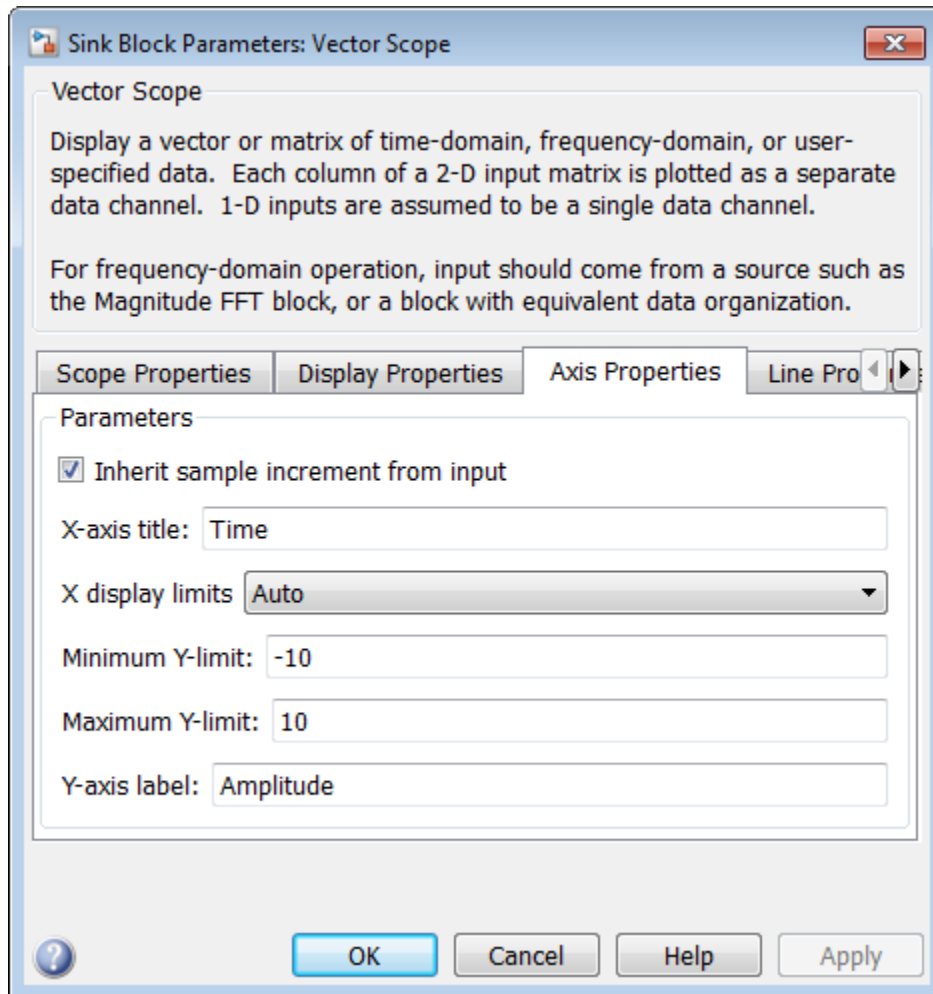 Sink Block Parameters: Vector Scope
Vector Scope
Display a vector or matrix of time-domain, frequency-domain, or user-
specified data.  Each column of a 2-D input matrix is plotted as a separate
data channel.  1-D inputs are assumed to be a single data channel.
For frequency-domain operation, input should come from a source such as
the Magnitude FFT block, or a block with equivalent data organization.
Scope Properties Display Properties Axis Properties Line
Parameters
Inherit sample increment from input
X-axis title: Time
X display limits Auto
Minimum Y-limit: -10
Maximum Y-limit: 10
Y-axis label: Amplitude
? OK Cancel Help Apply